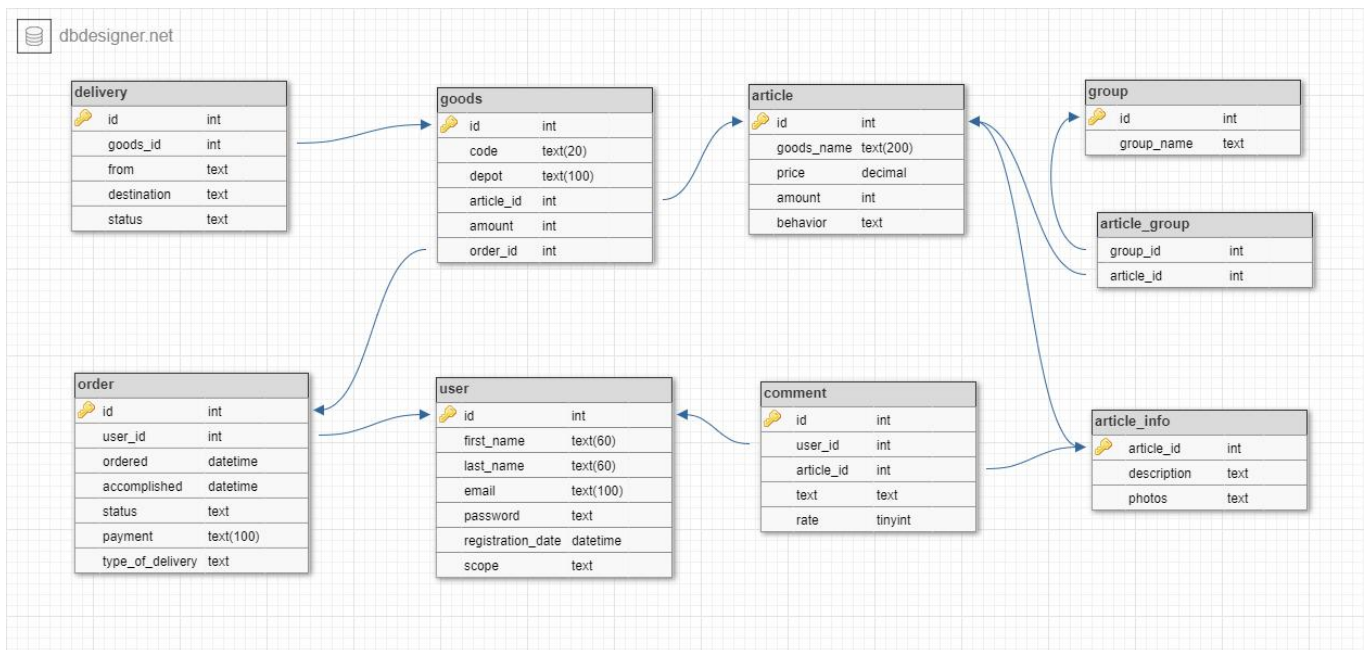 dbdesigner.net
delivery
id int
goods_id int
from text
destination text
status text
goods
id int
code text(20)
depot text(100)
article_id int
amount int
order_id int
article
id int
goods_name text(200)
price decimal
amount int
behavior text
group
id int
group_name text
article_group
group_id int
article_id int
order
id int
user_id int
ordered datetime
accomplished datetime
status text
payment text(100)
type_of_delivery text
user
id int
first_name text(60)
last_name text(60)
email text(100)
password text
registration_date datetime
scope text
comment
id int
user_id int
article_id int
text text
rate tinyint
article_info
article_id int
description text
photos text